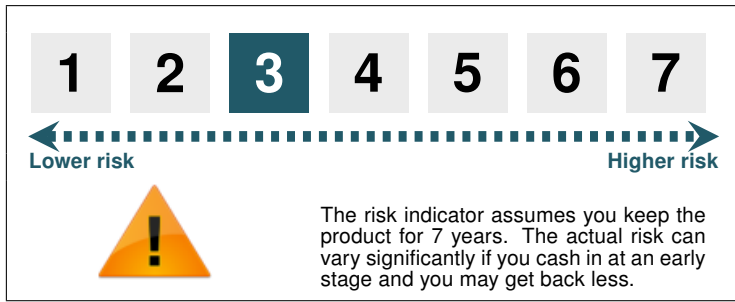 1 2 3 4 5 6 7
Lower risk Higher risk
!
The risk indicator assumes you keep the
product for 7 years. The actual risk can
vary significantly if you cash in at an early
stage and you may get back less.